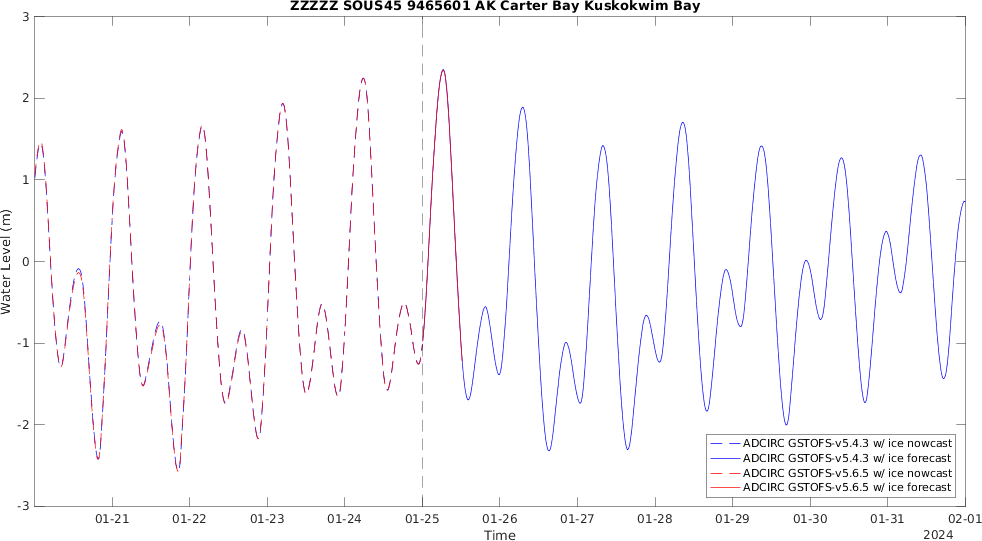 ZZZZZ SOUS45 9465601 AK Carter Bay Kuskokwim Bay
3
2
1
0
-1
-2
-3
Water Level (m)
ADCIRC GSTOFS-v5.4.3 w/ ice nowcast
ADCIRC GSTOFS-v5.4.3 w/ ice forecast
ADCIRC GSTOFS-v5.6.5 w/ ice nowcast
ADCIRC GSTOFS-v5.6.5 w/ ice forecast
01-21 01-22 01-23 01-24 01-25 01-26 01-27 01-28 01-29 01-30 01-31 02-01
Time
2024